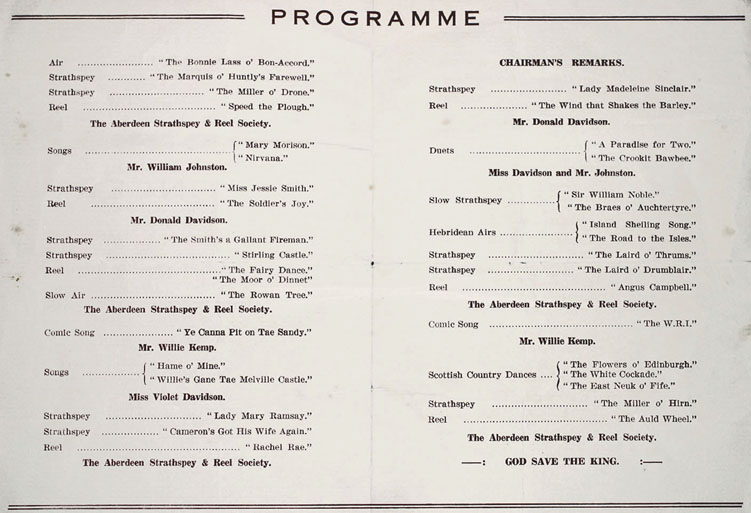 PROGRAMME
Air .......................... "The Bonnie Lass o' Bon-Accord."
Strathspey ............. "The Marquis o' Huntly's Farewell."
Strathspey ................................. "The Miller o' Drone."
Reel ............................................... "Speed the Plough."
The Aberdeen Strathspey & Reel Society.
Songs .................................................. "Mary Morison."
"Nirvana."
Mr. William Johnston.
Strathspey .................................... "Miss Jessie Smith."
Reel ........................................... "The Soldier's Joy."
Mr. Donald Davidson.
Strathspey .................... "The Smith's a Gallant Fireman."
Strathspey ............................................ "Stirling Castle."
Reel .................................................. "The Fairy Dance."
"The Moor o' Dinnet"
Slow Air ........................................... "The Rowan Tree."
The Aberdeen Strathspey & Reel Society.
Comic Song ........................ "Ye Canna Pit on Tae Sandy."
Mr. Willie Kemp.
Songs .................... "Hame o' Mine."
"Willie's Gane Tae Melville Castle."
Miss Violet Davidson.
Strathspey ................................. "Lady Mary Ramsay."
Strathspey .................... "Cameron's Got His Wife Again."
Reel .................................................... "Rachel Rae."
The Aberdeen Strathspey & Reel Society.
CHAIRMAN'S REMARKS.
Strathspey .......................... "Lady Madeleine Sinclair."
Reel ....................... "The Wind that Shakes the Barley."
Mr. Donald Davidson.
Duets ........................................ "A Paradise for Two."
"The Crookit Bawbee."
Miss Davidson and Mr. Johnston.
Slow Strathspey ................ "Sir William Noble."
"The Braes o' Auchtertyre."
Hebridean Airs .......................... "Island Sheiling Song."
"The Road to the Isles."
Strathspey .................................. "The Laird o' Thrums."
Strathspey .............................. "The Laird o' Drumblair."
Reel .................................................. "Angus Campbell."
The Aberdeen Strathspey & Reel Society.
Comic Song .................................................. "The W.R.I."
Mr. Willie Kemp.
Scottish Country Dances .... "The Flowers o' Edinburgh."
"The White Cockade."
"The East Neuk o' Fife."
Strathspey ................................. "The Miller o' Hirn."
Reel .................................................. "The Auld Wheel."
The Aberdeen Strathspey & Reel Society.
——: GOD SAVE THE KING. :——